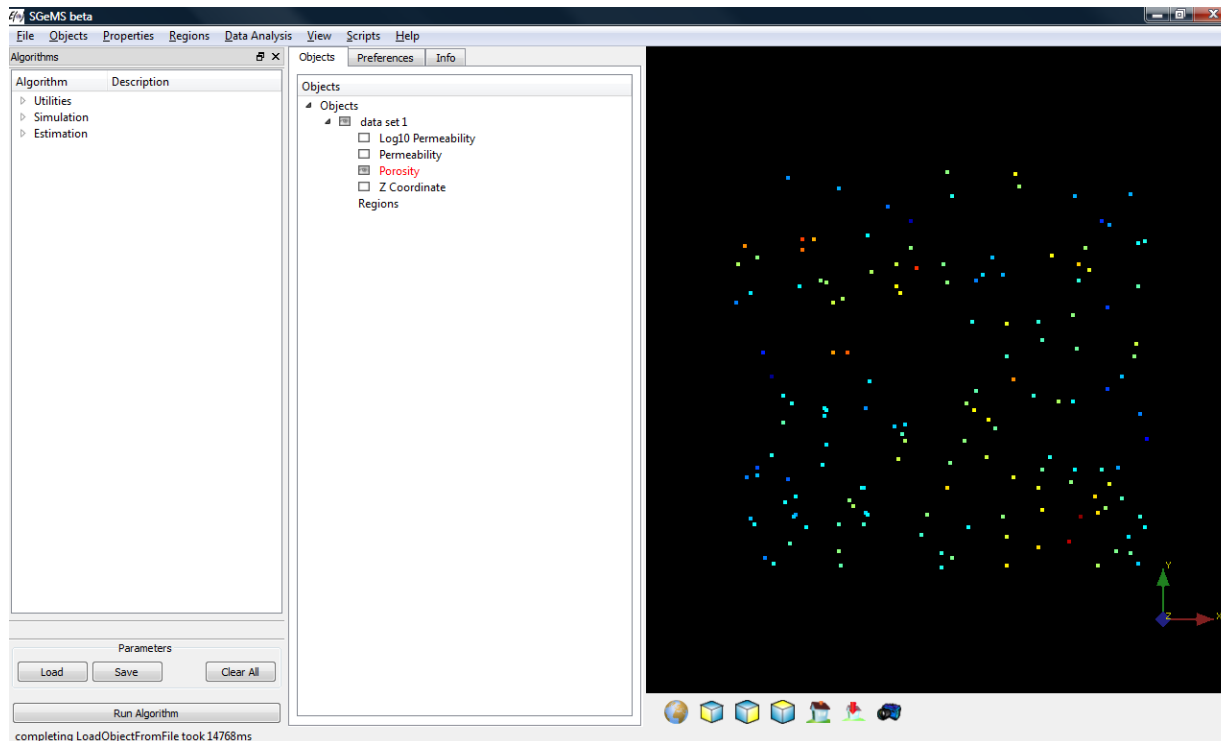 SGeMS beta
File Objects Properties Regions Data Analysis View Scripts Help
Algorithms
Algorithm Description
Utilities
Simulation
Estimation
Parameters
Load Save Clear All
Run Algorithm
completing LoadObjectFromFile took 14768ms
Objects Preferences Info
Objects
Objects
data set 1
Log10 Permeability
Permeability
Porosity
Z Coordinate
Regions
Y
Z X